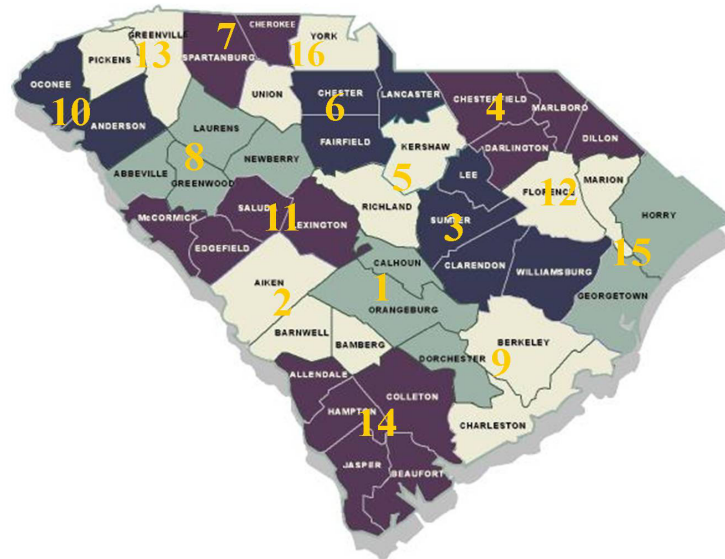 CHEROKEE
7
YORK
16
GREENVILLE
13
SPARTANBURG
PICKENS
OCONEE
UNION
CHESTER
LANCASTER
6
CHESTERFIELD
4
MARLBORO
10
ANDERSON
LAURENS
FAIRFIELD
KERSHAW
DARLINGTON
DILLON
8
NEWBERRY
ABBEVILLE
GREENWOOD
5
LEE
FLORENCE
12
MARION
SALUDA
11
LEXINGTON
RICHLAND
McCORMICK
SUMTER
3
HORRY
EDGEFIELD
CALHOUN
CLARENDON
WILLIAMSBURG
15
AIKEN
2
1
ORANGEBURG
GEORGETOWN
BARNWELL
BAMBERG
BERKELEY
DORCHESTER
9
ALLENDALE
COLLETON
HAMPTON
14
CHARLESTON
JASPER
BEAUFORT